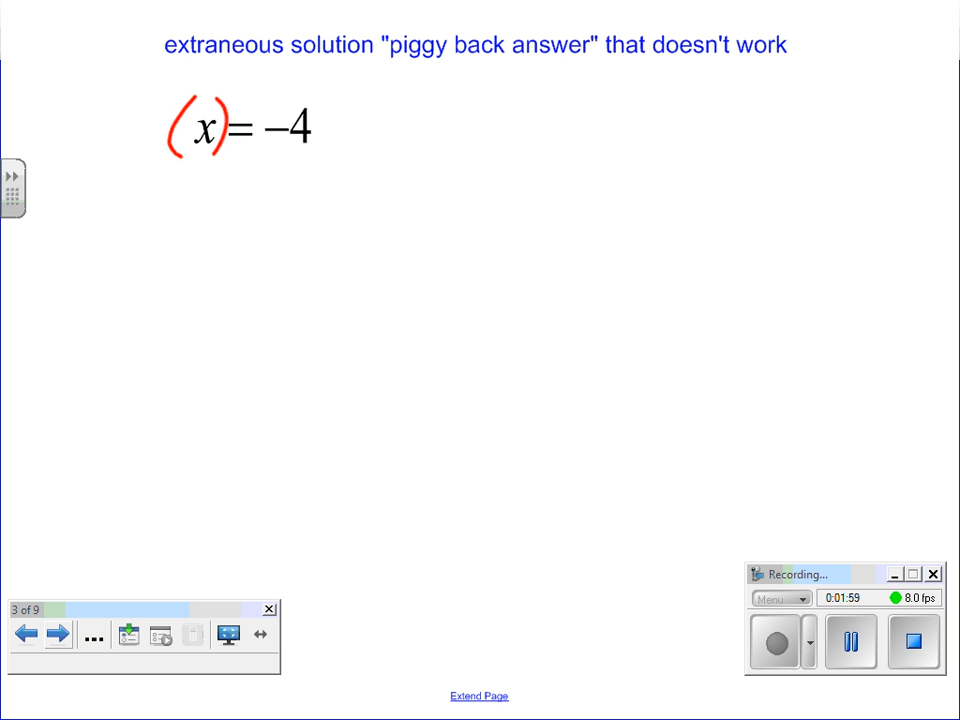 extraneous solution "piggy back answer" that doesn't work
(x) = −4
Recording...
3 of 9
Menu
0:01:59
8.0 fps
...
Extend Page